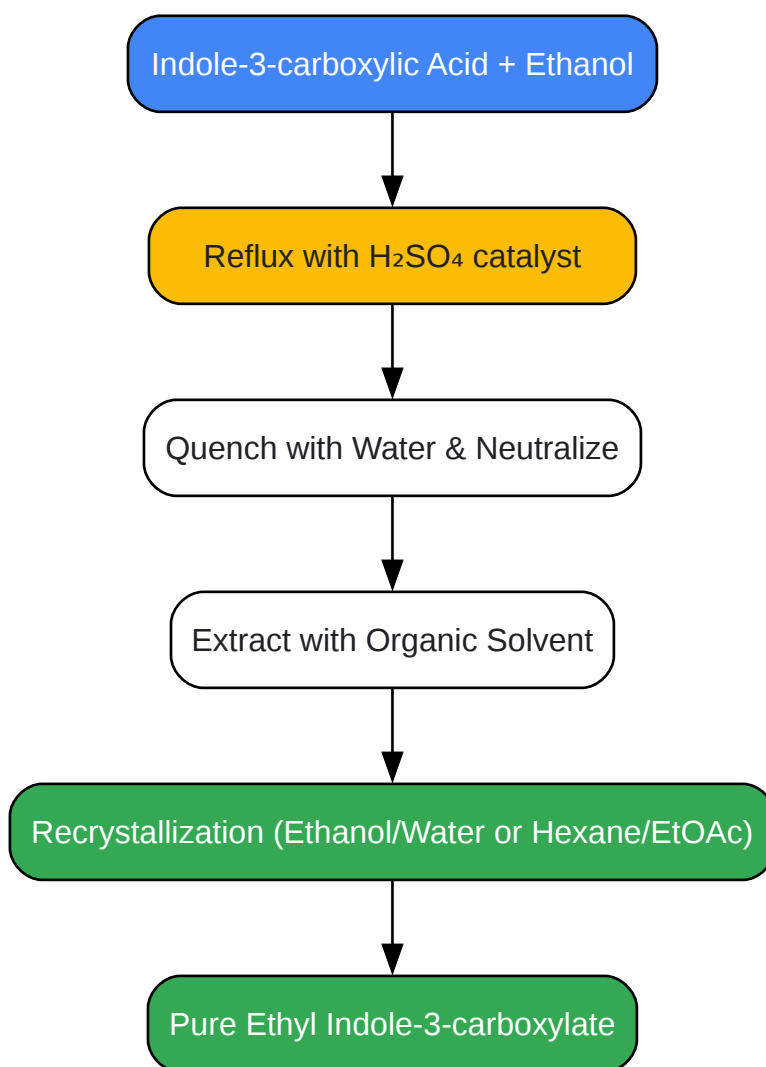 Indole-3-carboxylic Acid + Ethanol
Reflux with H₂SO₄ catalyst
Quench with Water & Neutralize
Extract with Organic Solvent
Recrystallization (Ethanol/Water or Hexane/EtOAc)
Pure Ethyl Indole-3-carboxylate